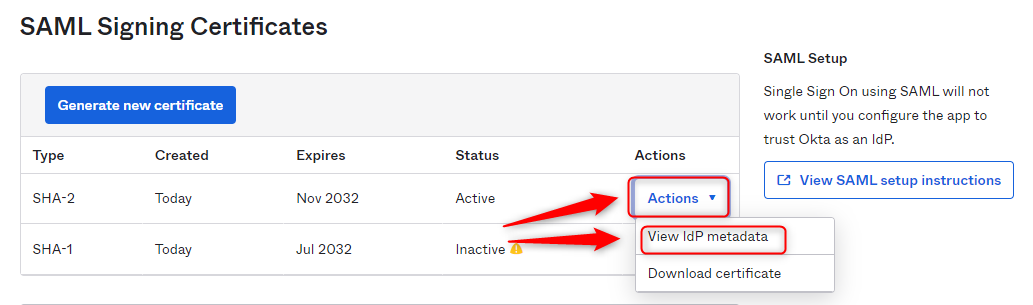 SAML Signing Certificates
Generate new certificate
Type Created Expires Status Actions
SHA-2 Today Nov 2032 Active Actions
SHA-1 Today Jul 2032 Inactive
View IdP metadata
Download certificate
SAML Setup
Single Sign On using SAML will not
work until you configure the app to
trust Okta as an IdP.
View SAML setup instructions